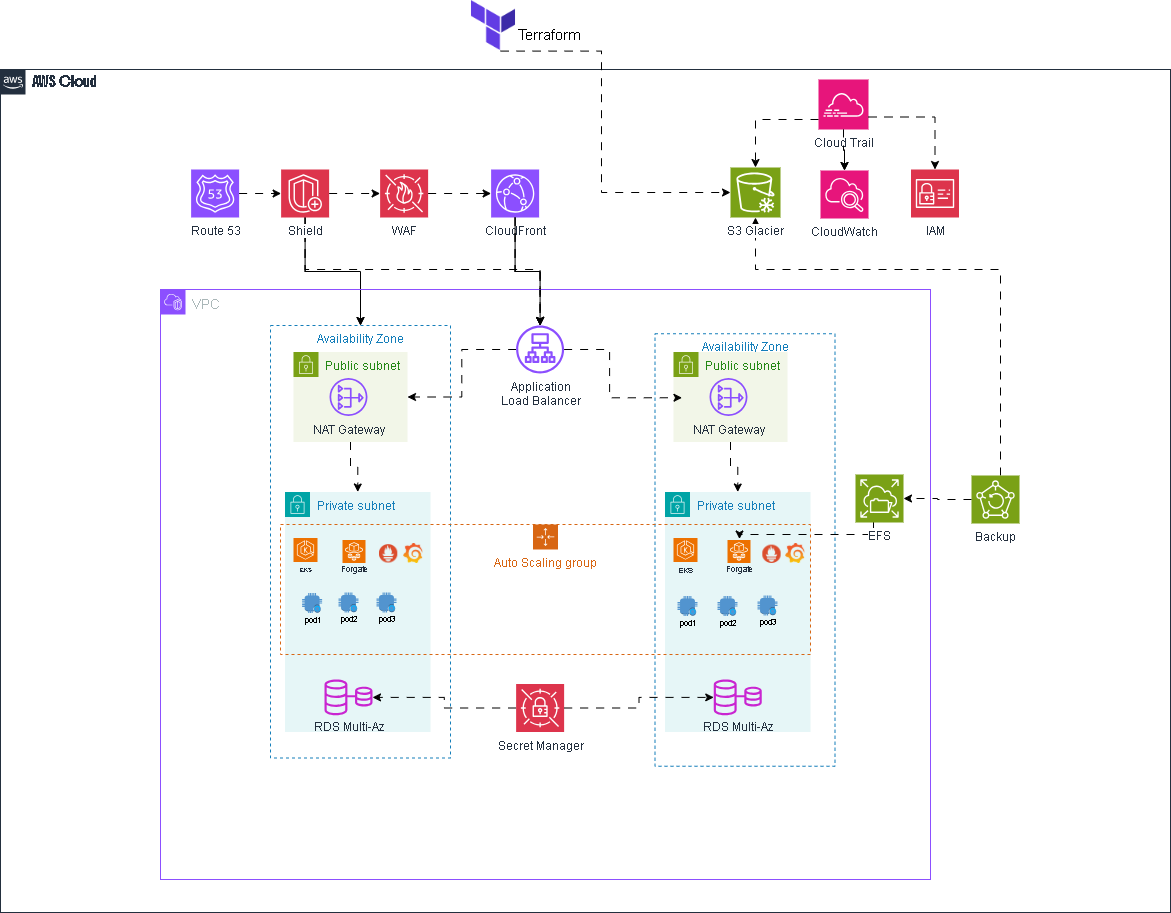 Terraform
aws
AWS Cloud
Cloud Trail
53
Route 53
Shield
WAF
CloudFront
S3 Glacier
CloudWatch
IAM
VPC
Availability Zone
Public subnet
NAT Gateway
Application
Load Balancer
Availability Zone
Public subnet
NAT Gateway
Private subnet
Private subnet
EFS
Backup
Auto Scaling group
EKS
Forgate
pod1
pod2
pod3
EKS
Forgate
pod1
pod2
pod3
RDS Multi-Az
Secret Manager
RDS Multi-Az